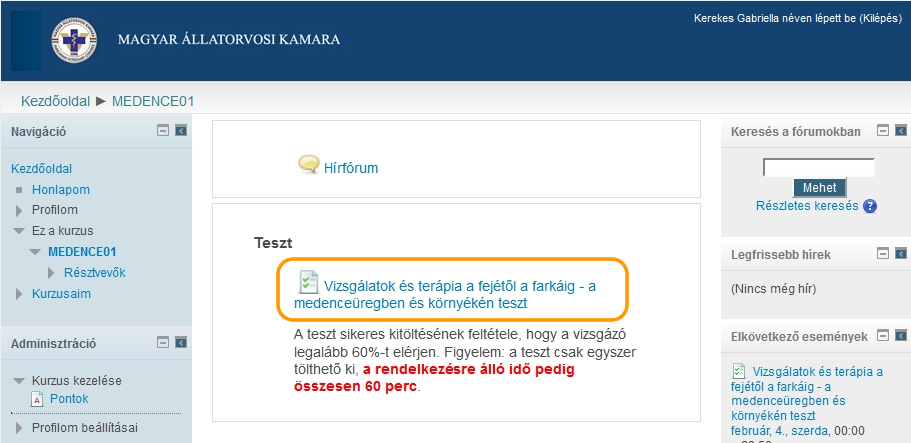 Kerekes Gabriella néven lépett be (Kilépés)
MAGYAR ÁLLATORVOSI KAMARA
Kezdőoldal ► MEDENCE01
Navigáció
Kezdőoldal
Honlapom
Profilom
Ez a kurzus
MEDENCE01
Résztvevők
Kurzusaim
Adminisztráció
Kurzus kezelése
Pontok
Profilom beállításai
Hírfórum
Teszt
Vizsgálatok és terápia a fejétől a farkáig - a
medenceüregben és környékén teszt
A teszt sikeres kitöltésének feltétele, hogy a vizsgázó
legalább 60%-t elérjen. Figyelem: a teszt csak egyszer
tölthető ki, a rendelkezésre álló idő pedig
összesen 60 perc.
Keresés a fórumokban
Mehet
Részletes keresés
Legfrissebb hírek
(Nincs még hír)
Elkövetkező események
Vizsgálatok és terápia a
fejétől a farkáig - a
medenceüregben és
környékén teszt
február, 4., szerda, 00:00